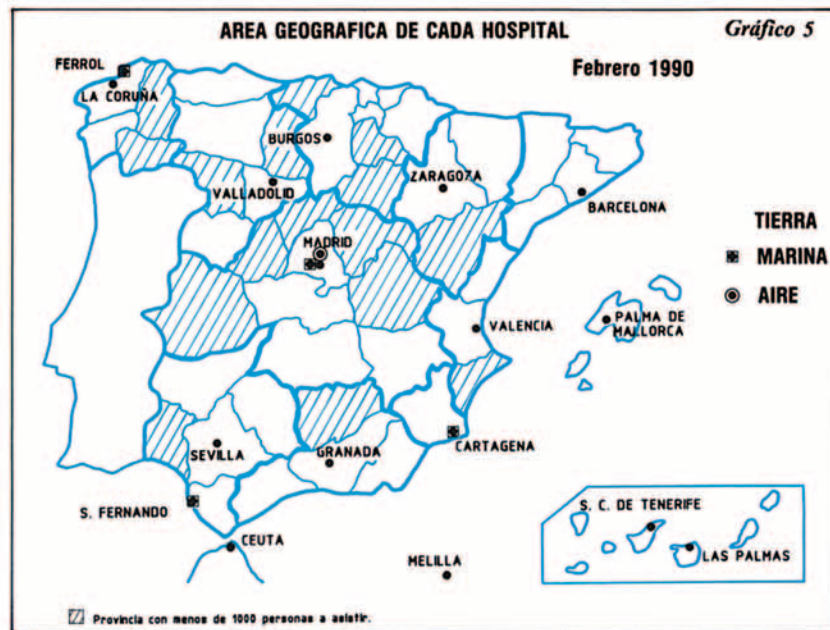 AREA GEOGRAFICA DE CADA HOSPITAL
Gráfico 5
Febrero 1990
FERROL
LA CORUÑA
BURGOS
VALLADOLID
ZARAGOZA
BARCELONA
MADRID
TIERRA
MARINA
AIRE
VALENCIA
PALMA DE
MALLORCA
CARTAGENA
SEVILLA
GRANADA
S. FERNANDO
CEUTA
MELILLA
S. C. DE TENERIFE
LAS PALMAS
Provincia con menos de 1000 personas a asistir.